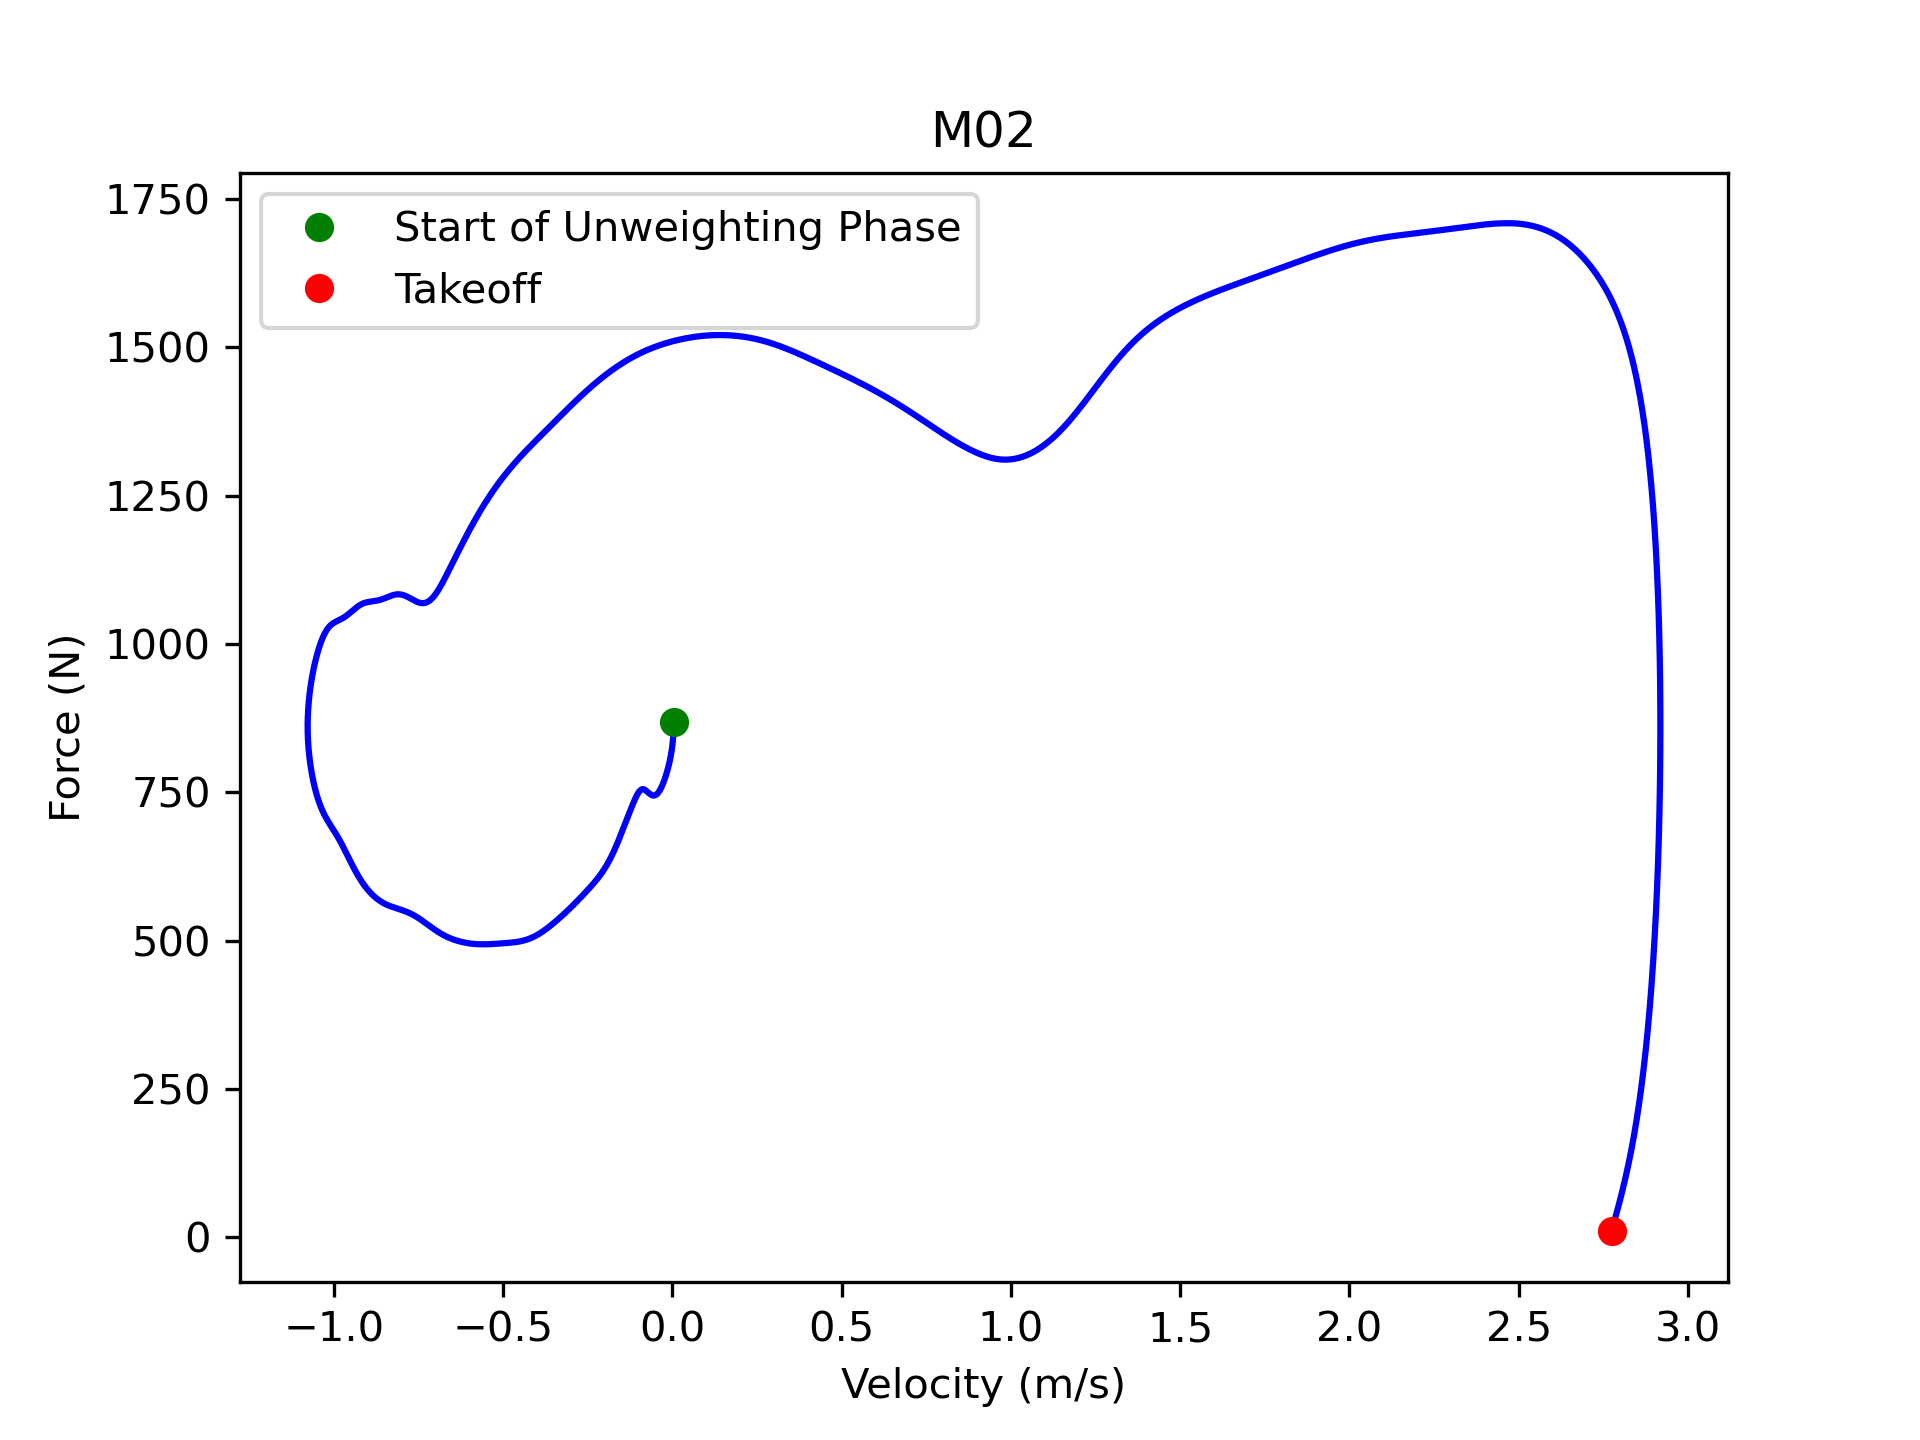 M02
Start of Unweighting Phase
Takeoff
1750
1500
1250
1000
750
500
250
0
Force (N)
−1.0 −0.5 0.0 0.5 1.0 1.5 2.0 2.5 3.0
Velocity (m/s)